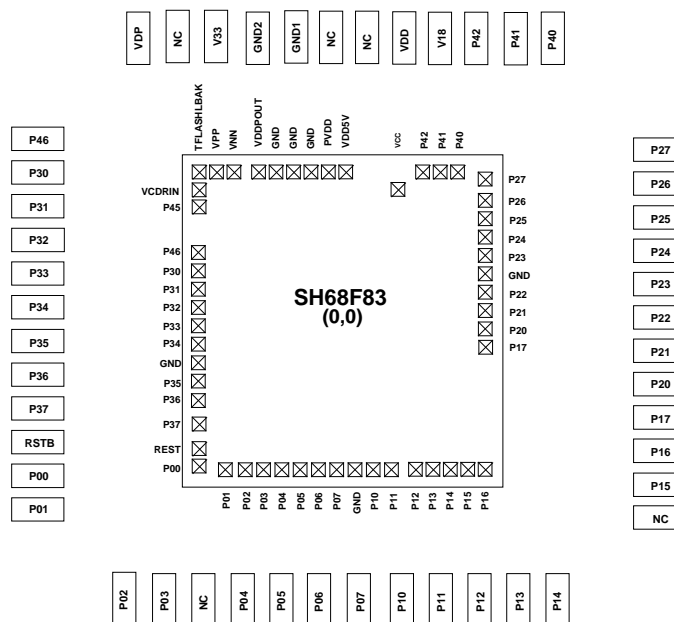 VDP
NC
V33
GND2
GND1
NC
NC
VDD
V18
P42
P41
P40
TFLASHLBAK
VPP
VNN
VDDPOUT
GND
GND
GND
PVDD
VDD5V
VCC
P42
P41
P40
P46
P30
P31
P32
P33
P34
P35
P36
P37
RSTB
P00
P01
VCDRIN
P45
P46
P30
P31
P32
P33
P34
GND
P35
P36
P37
REST
P00
SH68F83
(0,0)
P27
P26
P25
P24
P23
GND
P22
P21
P20
P17
P27
P26
P25
P24
P23
P22
P21
P20
P17
P16
P15
NC
P01
P02
P03
P04
P05
P06
P07
GND
P10
P11
P12
P13
P14
P15
P16
P02
P03
NC
P04
P05
P06
P07
P10
P11
P12
P13
P14